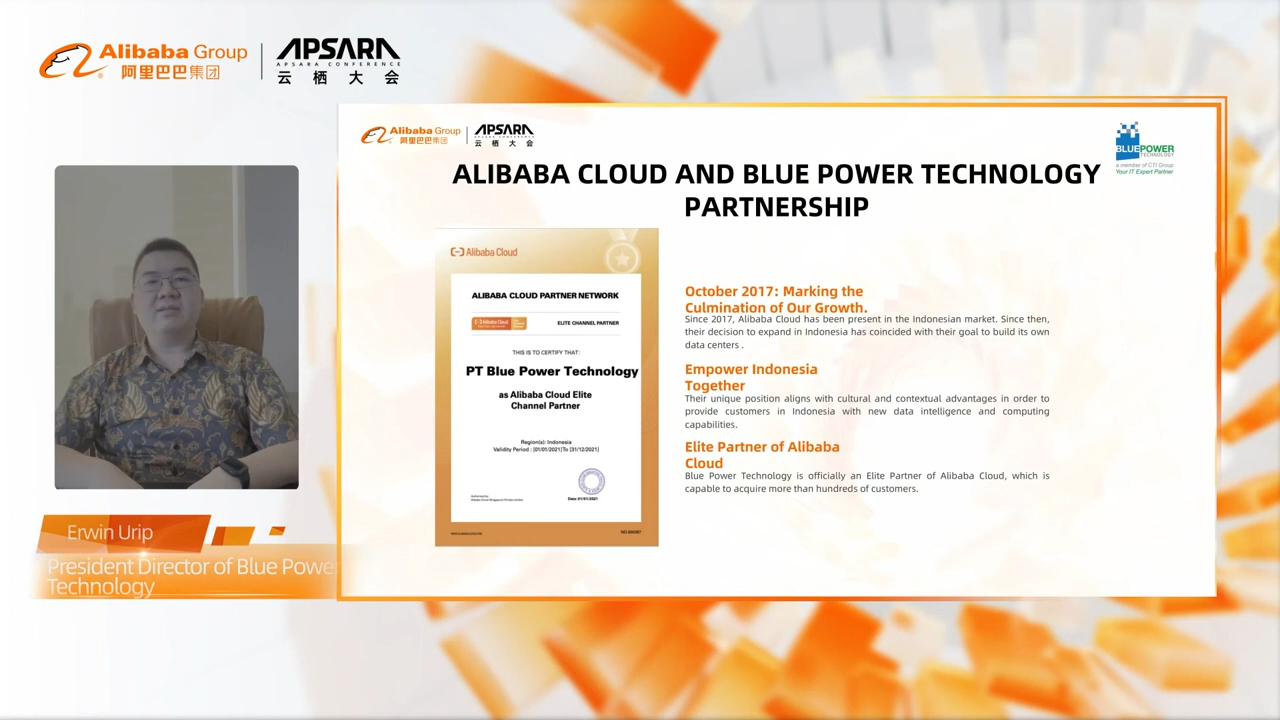 Alibaba Group
阿里巴巴集团
APSARA
APSARA CONFERENCE
云栖大会
Alibaba Group
阿里巴巴集团
APSARA
云栖大会
BLUEPOWER
TECHNOLOGY
a member of CTI Group
Your IT Expert Partner
ALIBABA CLOUD AND BLUE POWER TECHNOLOGY
PARTNERSHIP
Alibaba Cloud
ALIBABA CLOUD PARTNER NETWORK
Alibaba Cloud
ELITE CHANNEL PARTNER
THIS IS TO CERTIFY THAT:
PT Blue Power Technology
as Alibaba Cloud Elite
Channel Partner
Region(s): Indonesia
Validity Period : [01/01/2021]To [31/12/2021]
Date: 01/01/2021
October 2017: Marking the
Culmination of Our Growth.
Since 2017, Alibaba Cloud has been present in the Indonesian market. Since then,
their decision to expand in Indonesia has coincided with their goal to build its own
data centers .
Empower Indonesia
Together
Their unique position aligns with cultural and contextual advantages in order to
provide customers in Indonesia with new data intelligence and computing
capabilities.
Elite Partner of Alibaba
Cloud
Blue Power Technology is officially an Elite Partner of Alibaba Cloud, which is
capable to acquire more than hundreds of customers.
Erwin Urip
President Director of Blue Powe
Technology